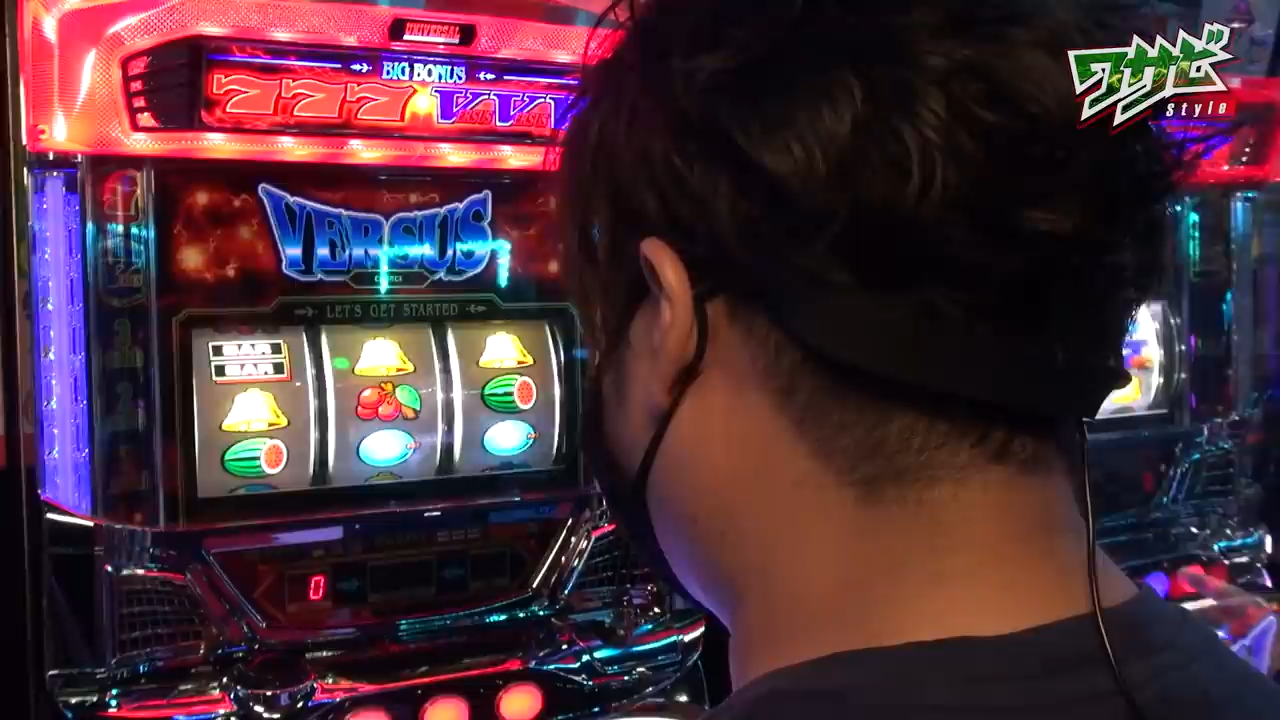 UNIVERSAL
BIG BONUS
777
ワサビ
Style
VERSUS
LET'S GET STARTED
BAR
BAR
0